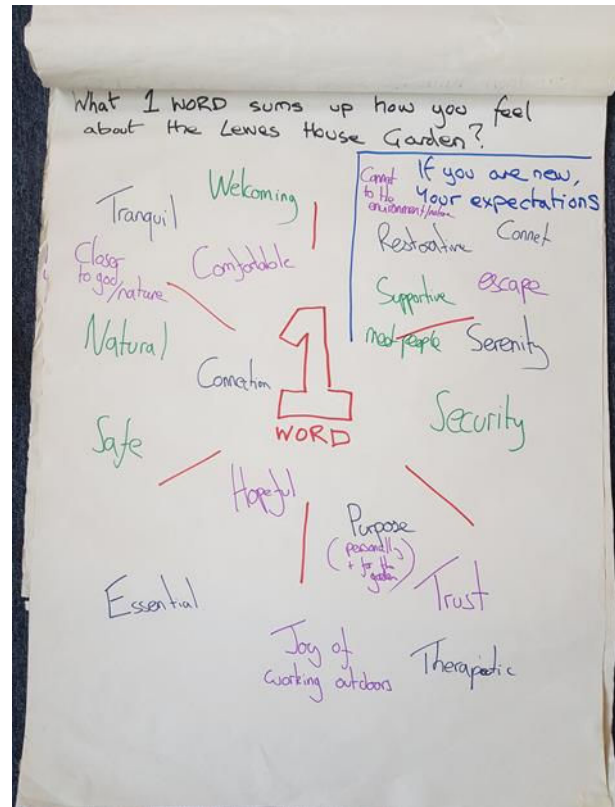 What 1 WORD sums up how you feel
about the Lewes House Garden?
If you are new,
your expectations
Connect
to the
environment/nature
Restorative
Connet
Supportive
escape
meet people
Serenity
Welcoming
Tranquil
Closer
to god
/nature
Comfortable
Natural
Connection
1
WORD
Security
Safe
Hopeful
Purpose
(personally
+ for the
garden)
Trust
Essential
Joy of
working outdoors
Therapeutic